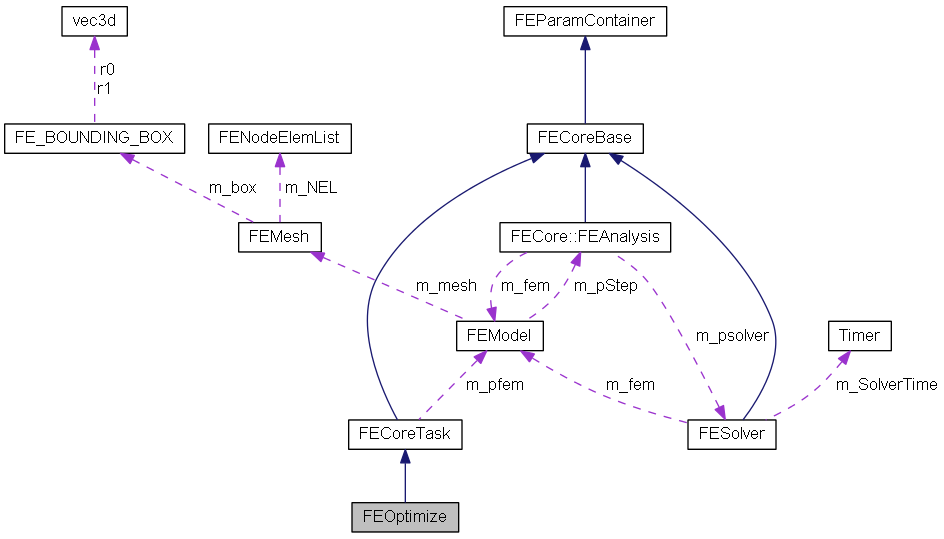 vec3d
FEParamContainer
r0
r1
FE_BOUNDING_BOX
FENodeElemList
FECoreBase
m_box
m_NEL
FEMesh
FECore::FEAnalysis
m_mesh
m_fem
m_pStep
FEModel
m_psolver
Timer
m_pfem
m_fem
m_SolverTime
FECoreTask
FESolver
FEOptimize